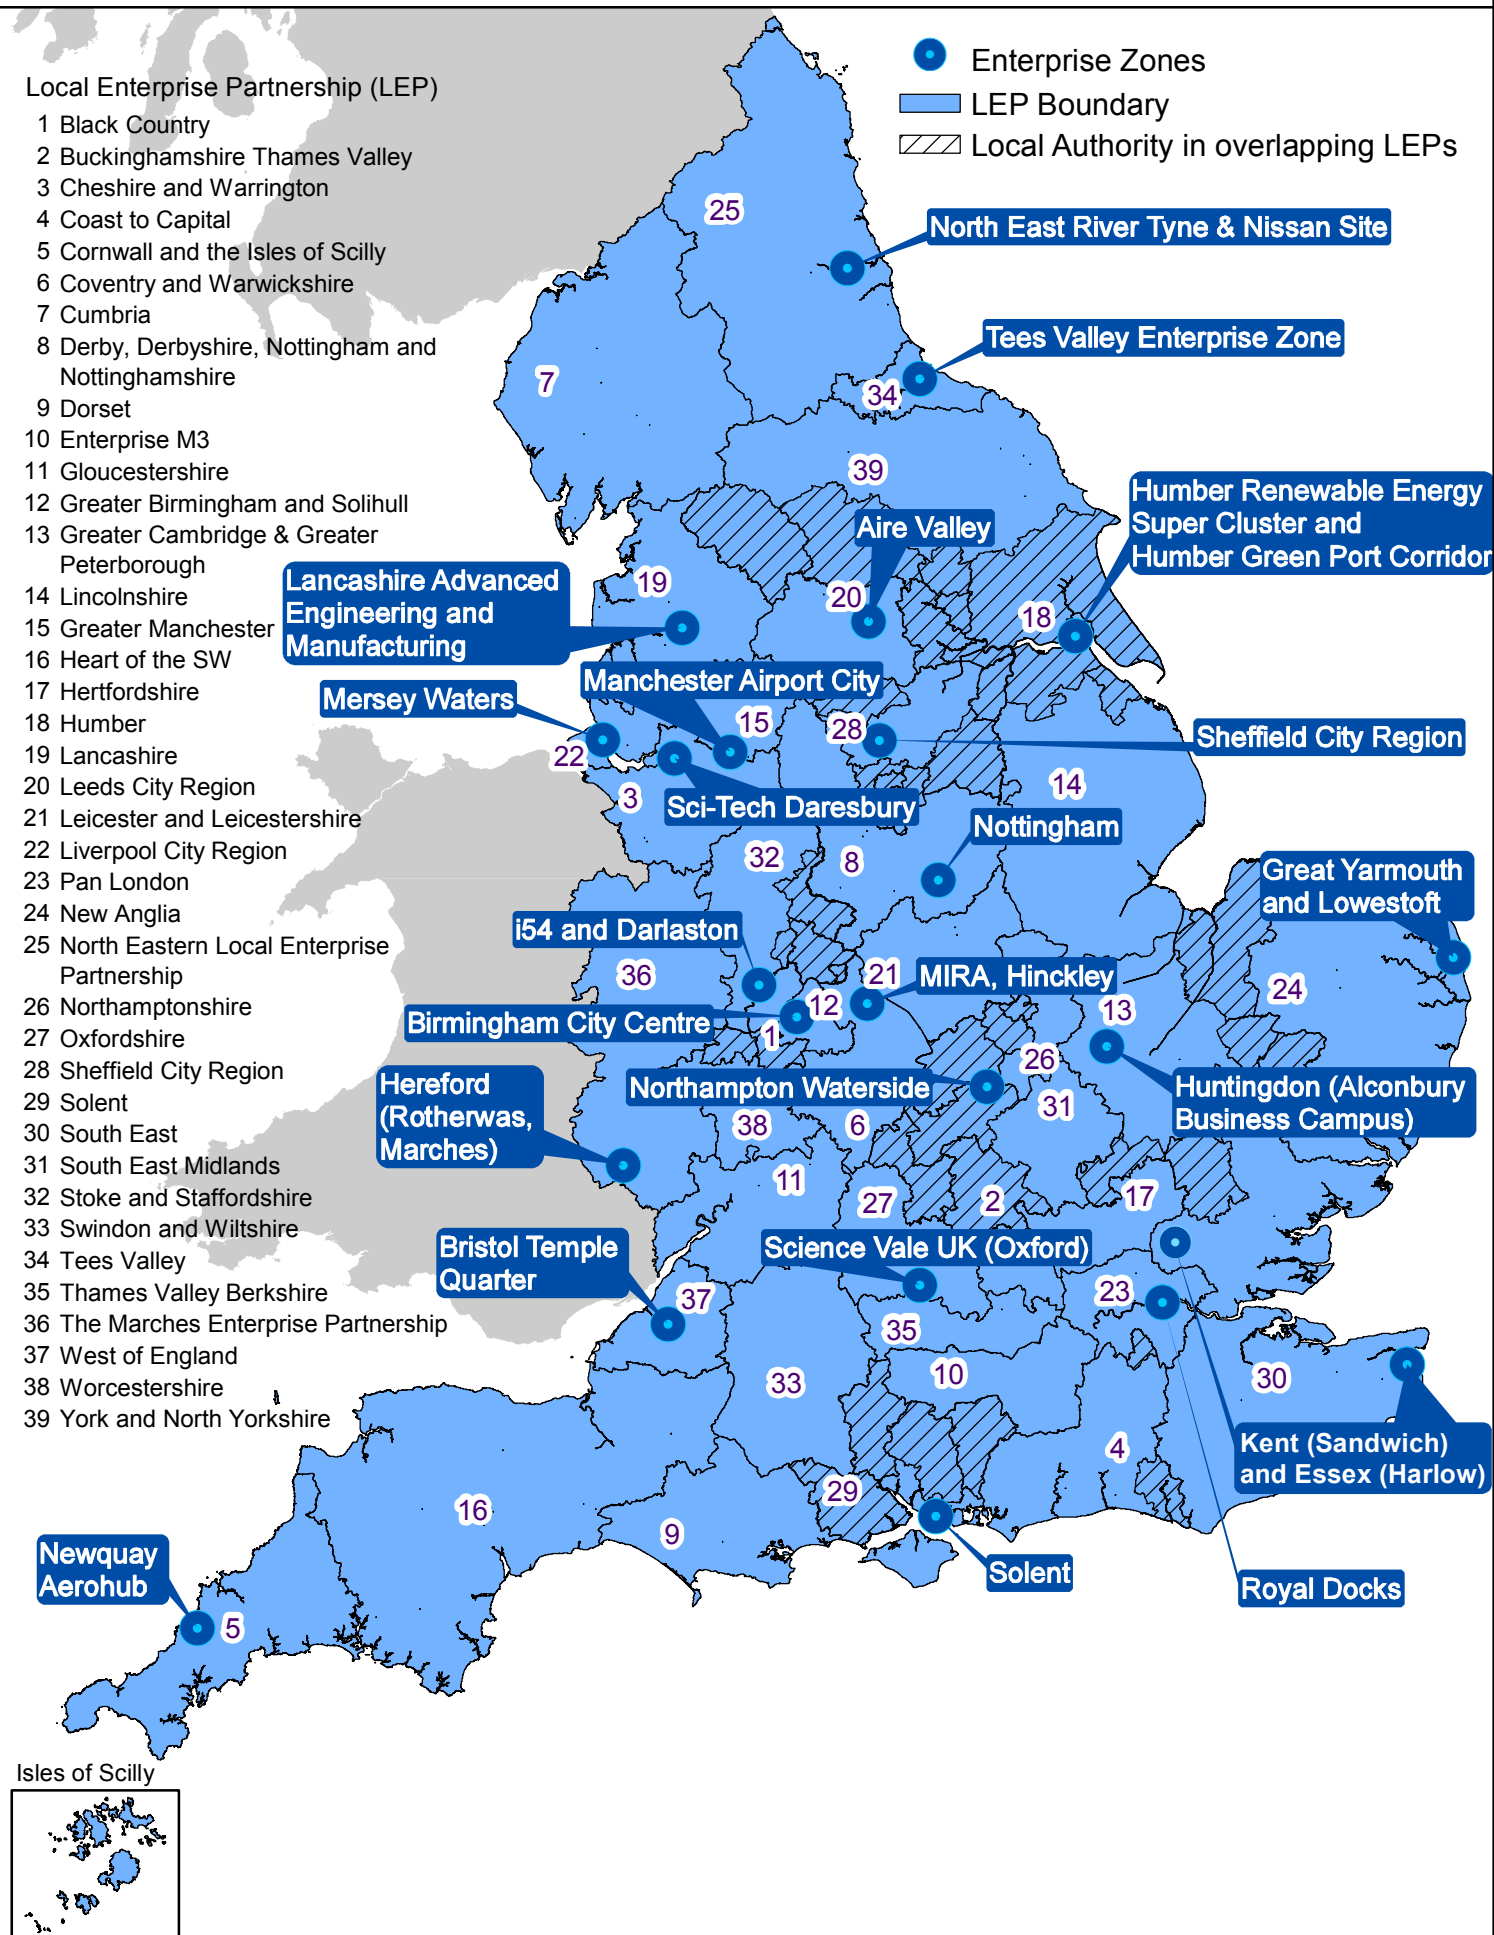 Local Enterprise Partnership (LEP)
1 Black Country
2 Buckinghamshire Thames Valley
3 Cheshire and Warrington
4 Coast to Capital
5 Cornwall and the Isles of Scilly
6 Coventry and Warwickshire
7 Cumbria
8 Derby, Derbyshire, Nottingham and
Nottinghamshire
9 Dorset
10 Enterprise M3
11 Gloucestershire
12 Greater Birmingham and Solihull
13 Greater Cambridge & Greater
Peterborough
14 Lincolnshire
15 Greater Manchester
16 Heart of the SW
17 Hertfordshire
18 Humber
19 Lancashire
20 Leeds City Region
21 Leicester and Leicestershire
22 Liverpool City Region
23 Pan London
24 New Anglia
25 North Eastern Local Enterprise
Partnership
26 Northamptonshire
27 Oxfordshire
28 Sheffield City Region
29 Solent
30 South East
31 South East Midlands
32 Stoke and Staffordshire
33 Swindon and Wiltshire
34 Tees Valley
35 Thames Valley Berkshire
36 The Marches Enterprise Partnership
37 West of England
38 Worcestershire
39 York and North Yorkshire
Enterprise Zones
LEP Boundary
Local Authority in overlapping LEPs
25
North East River Tyne & Nissan Site
Tees Valley Enterprise Zone
7
34
39
Humber Renewable Energy
Super Cluster and
Humber Green Port Corridor
Aire Valley
Lancashire Advanced
Engineering and
Manufacturing
19
20
18
Manchester Airport City
Mersey Waters
15
28
Sheffield City Region
22
3
Sci-Tech Daresbury
14
Nottingham
32
8
Great Yarmouth
and Lowestoft
i54 and Darlaston
36
21
MIRA, Hinckley
24
12
13
Birmingham City Centre
1
26
Hereford
(Rotherwas,
Marches)
Northampton Waterside
31
Huntingdon (Alconbury
Business Campus)
38
6
11
27
2
17
Bristol Temple
Quarter
Science Vale UK (Oxford)
37
23
35
33
10
30
Kent (Sandwich)
and Essex (Harlow)
4
29
16
9
Newquay
Aerohub
Solent
Royal Docks
5
Isles of Scilly